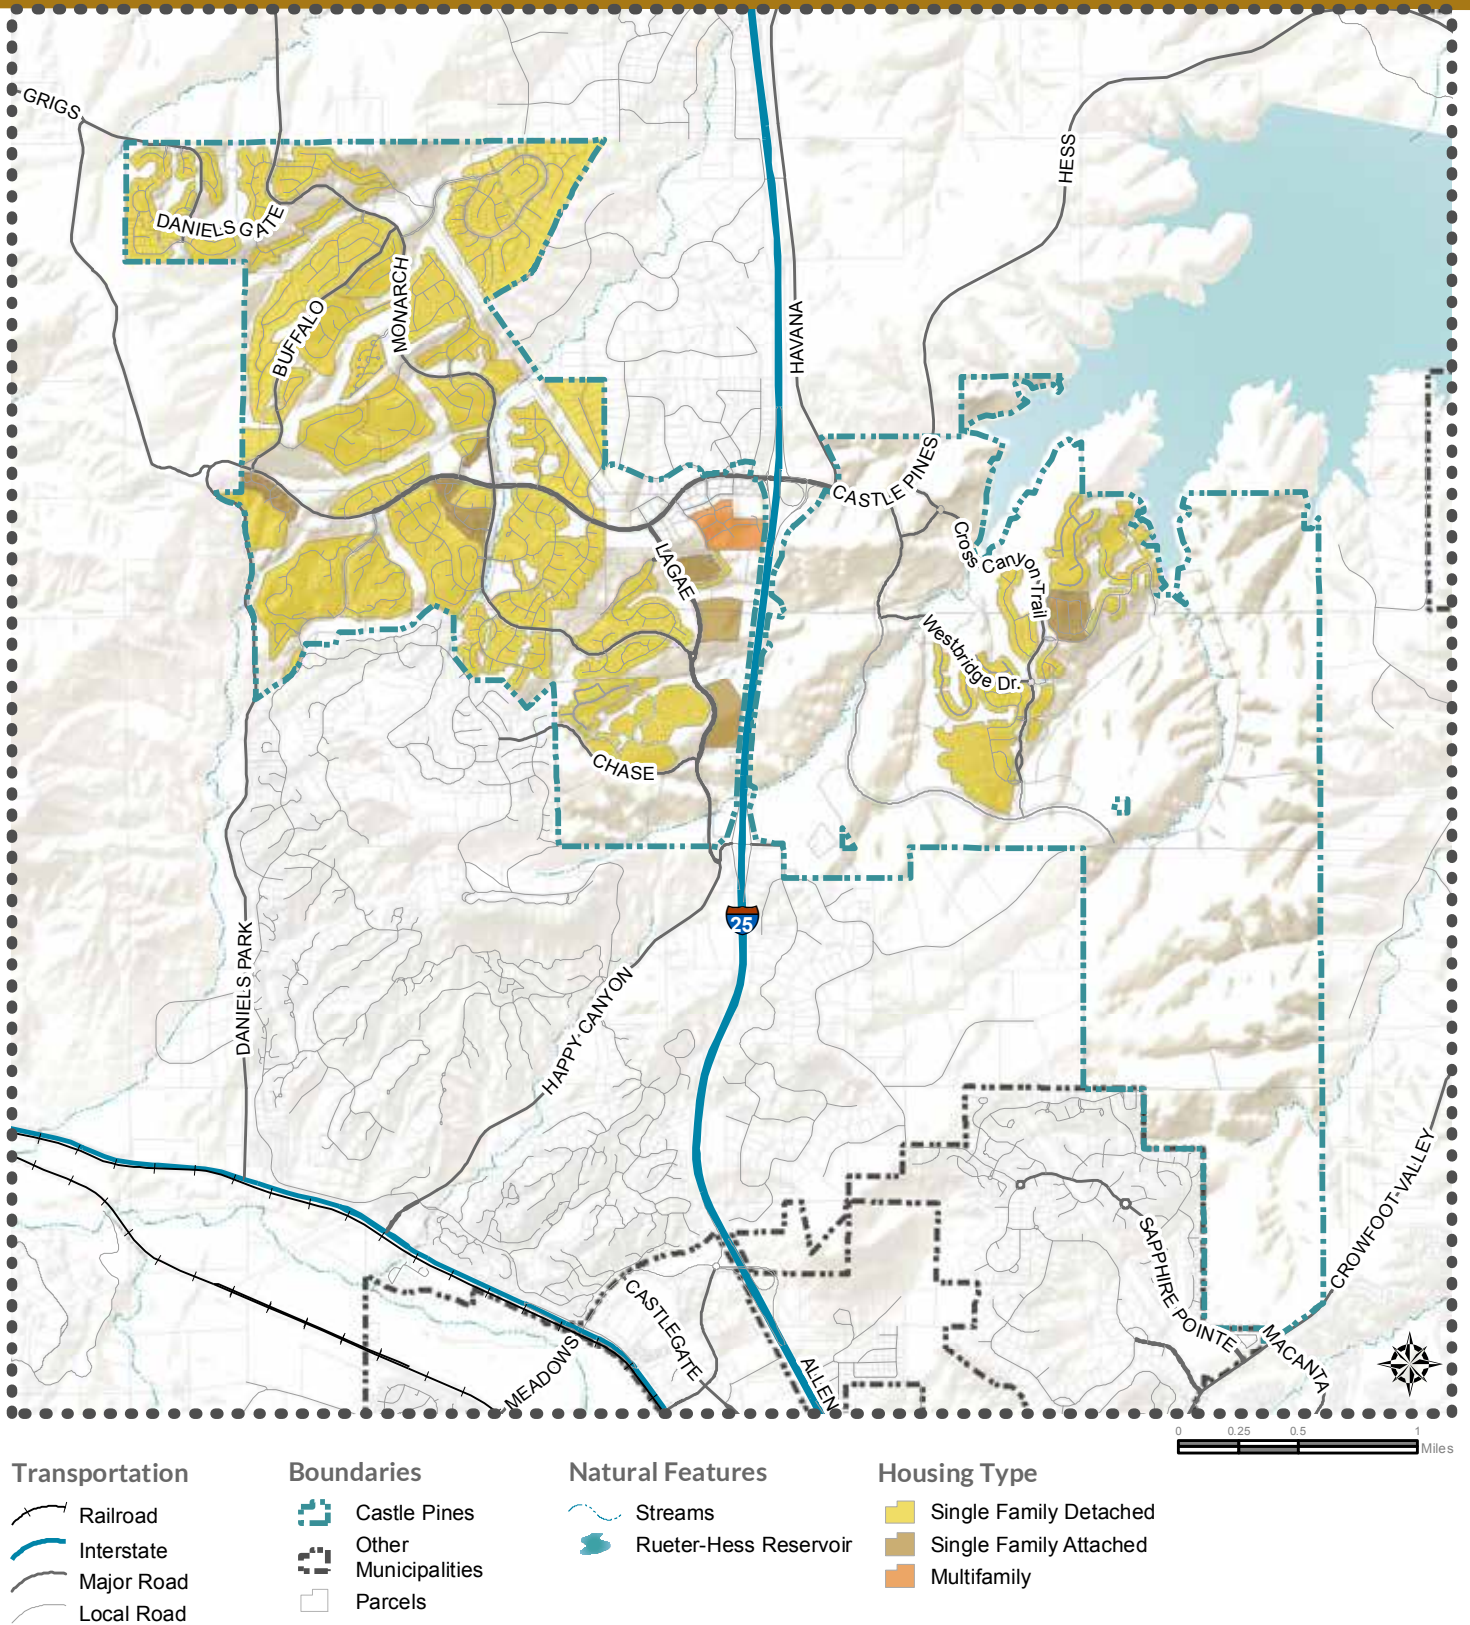 GRIGS
HESS
DANIELS GATE
MONARCH
BUFFALO
HAVANA
CASTLE PINES
LAGAE
Cross Canyon Trail
Westbridge Dr.
CHASE
25
DANIELS PARK
HAPPY CANYON
CROWFOOT VALLEY
SAPPHIRE POINTE
CASTLEGATE
MACANTA
MEADOWS
ALLEN
0 0.25 0.5 1
Miles
Transportation
Railroad
Interstate
Major Road
Local Road
Boundaries
Castle Pines
Other
Municipalities
Parcels
Natural Features
Streams
Rueter-Hess Reservoir
Housing Type
Single Family Detached
Single Family Attached
Multifamily